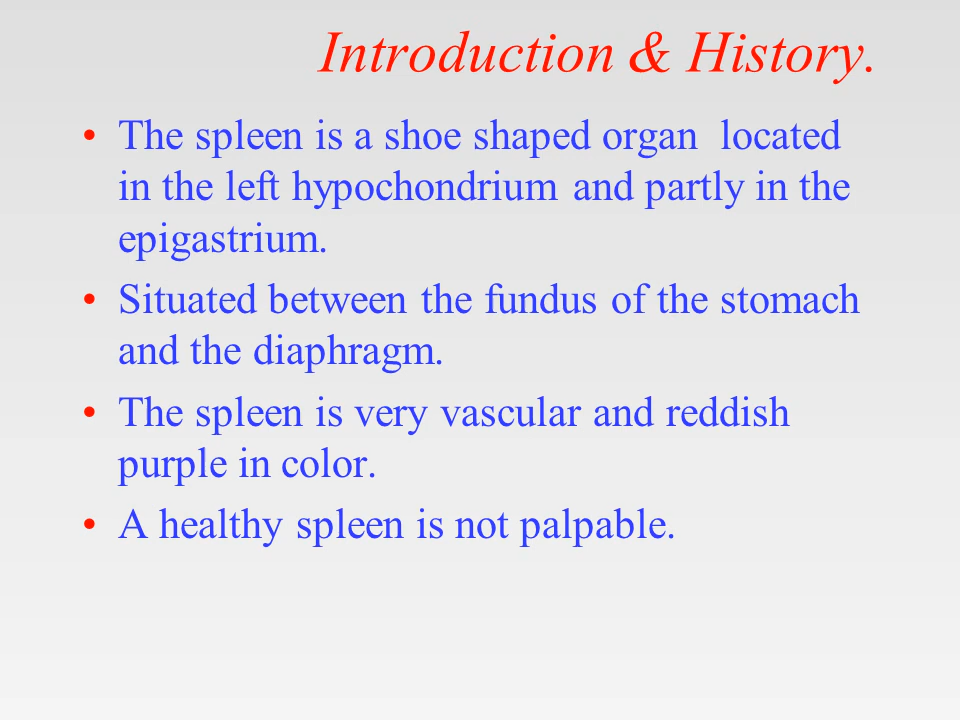 Introduction & History.
• The spleen is a shoe shaped organ  located
in the left hypochondrium and partly in the
epigastrium.
• Situated between the fundus of the stomach
and the diaphragm.
• The spleen is very vascular and reddish
purple in color.
• A healthy spleen is not palpable.